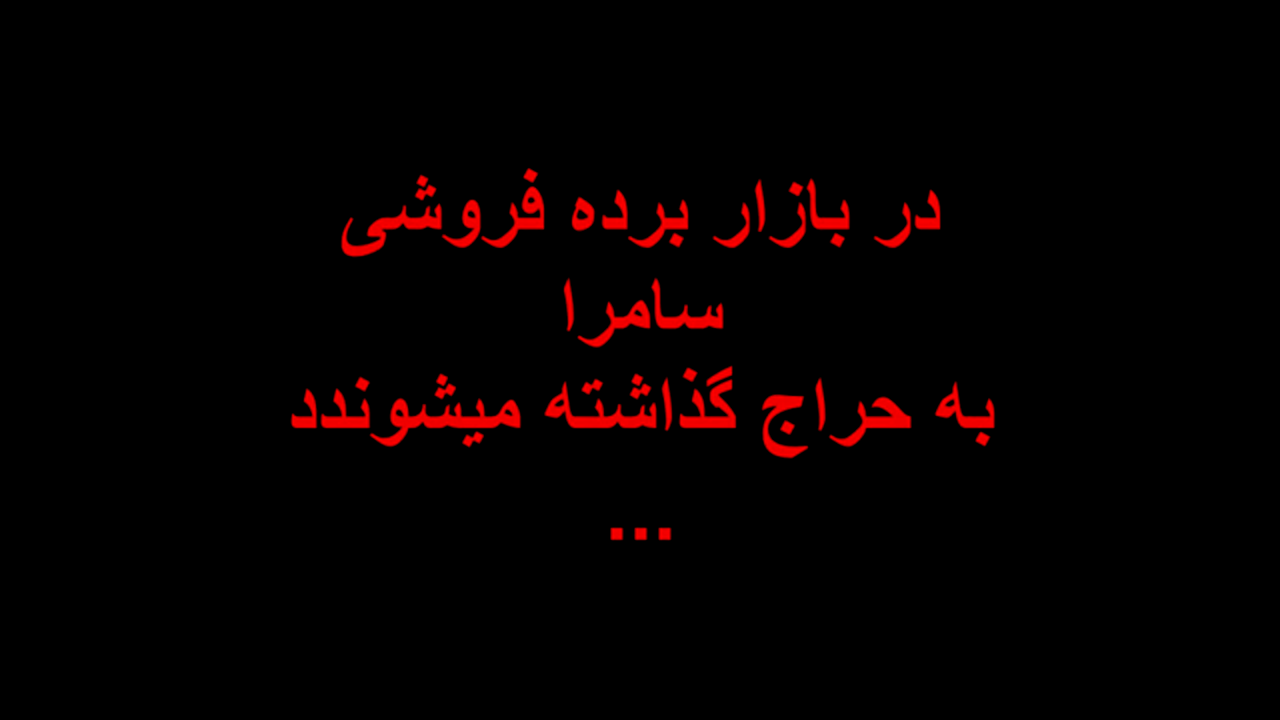 در بازار برده فروشی
سامرا
به حراج گذاشته میشوندد
...